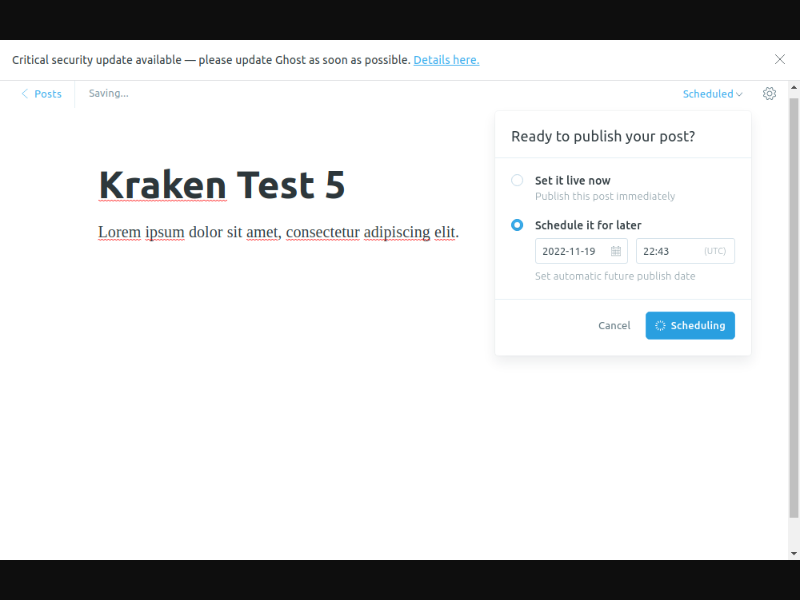 Critical security update available — please update Ghost as soon as possible. Details here.
Posts
Saving...
Scheduled
Ready to publish your post?
Kraken Test 5
Set it live now
Publish this post immediately
Lorem ipsum dolor sit amet, consectetur adipiscing elit.
Schedule it for later
2022-11-19
22:43 (UTC)
Set automatic future publish date
Cancel
Scheduling